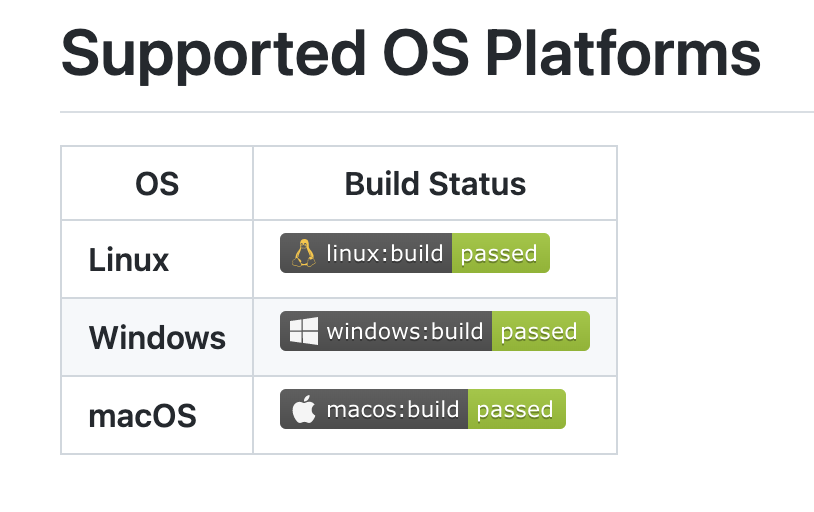 Supported OS Platforms
OS Build Status
Linux linux:build passed
Windows windows:build passed
macOS macos:build passed